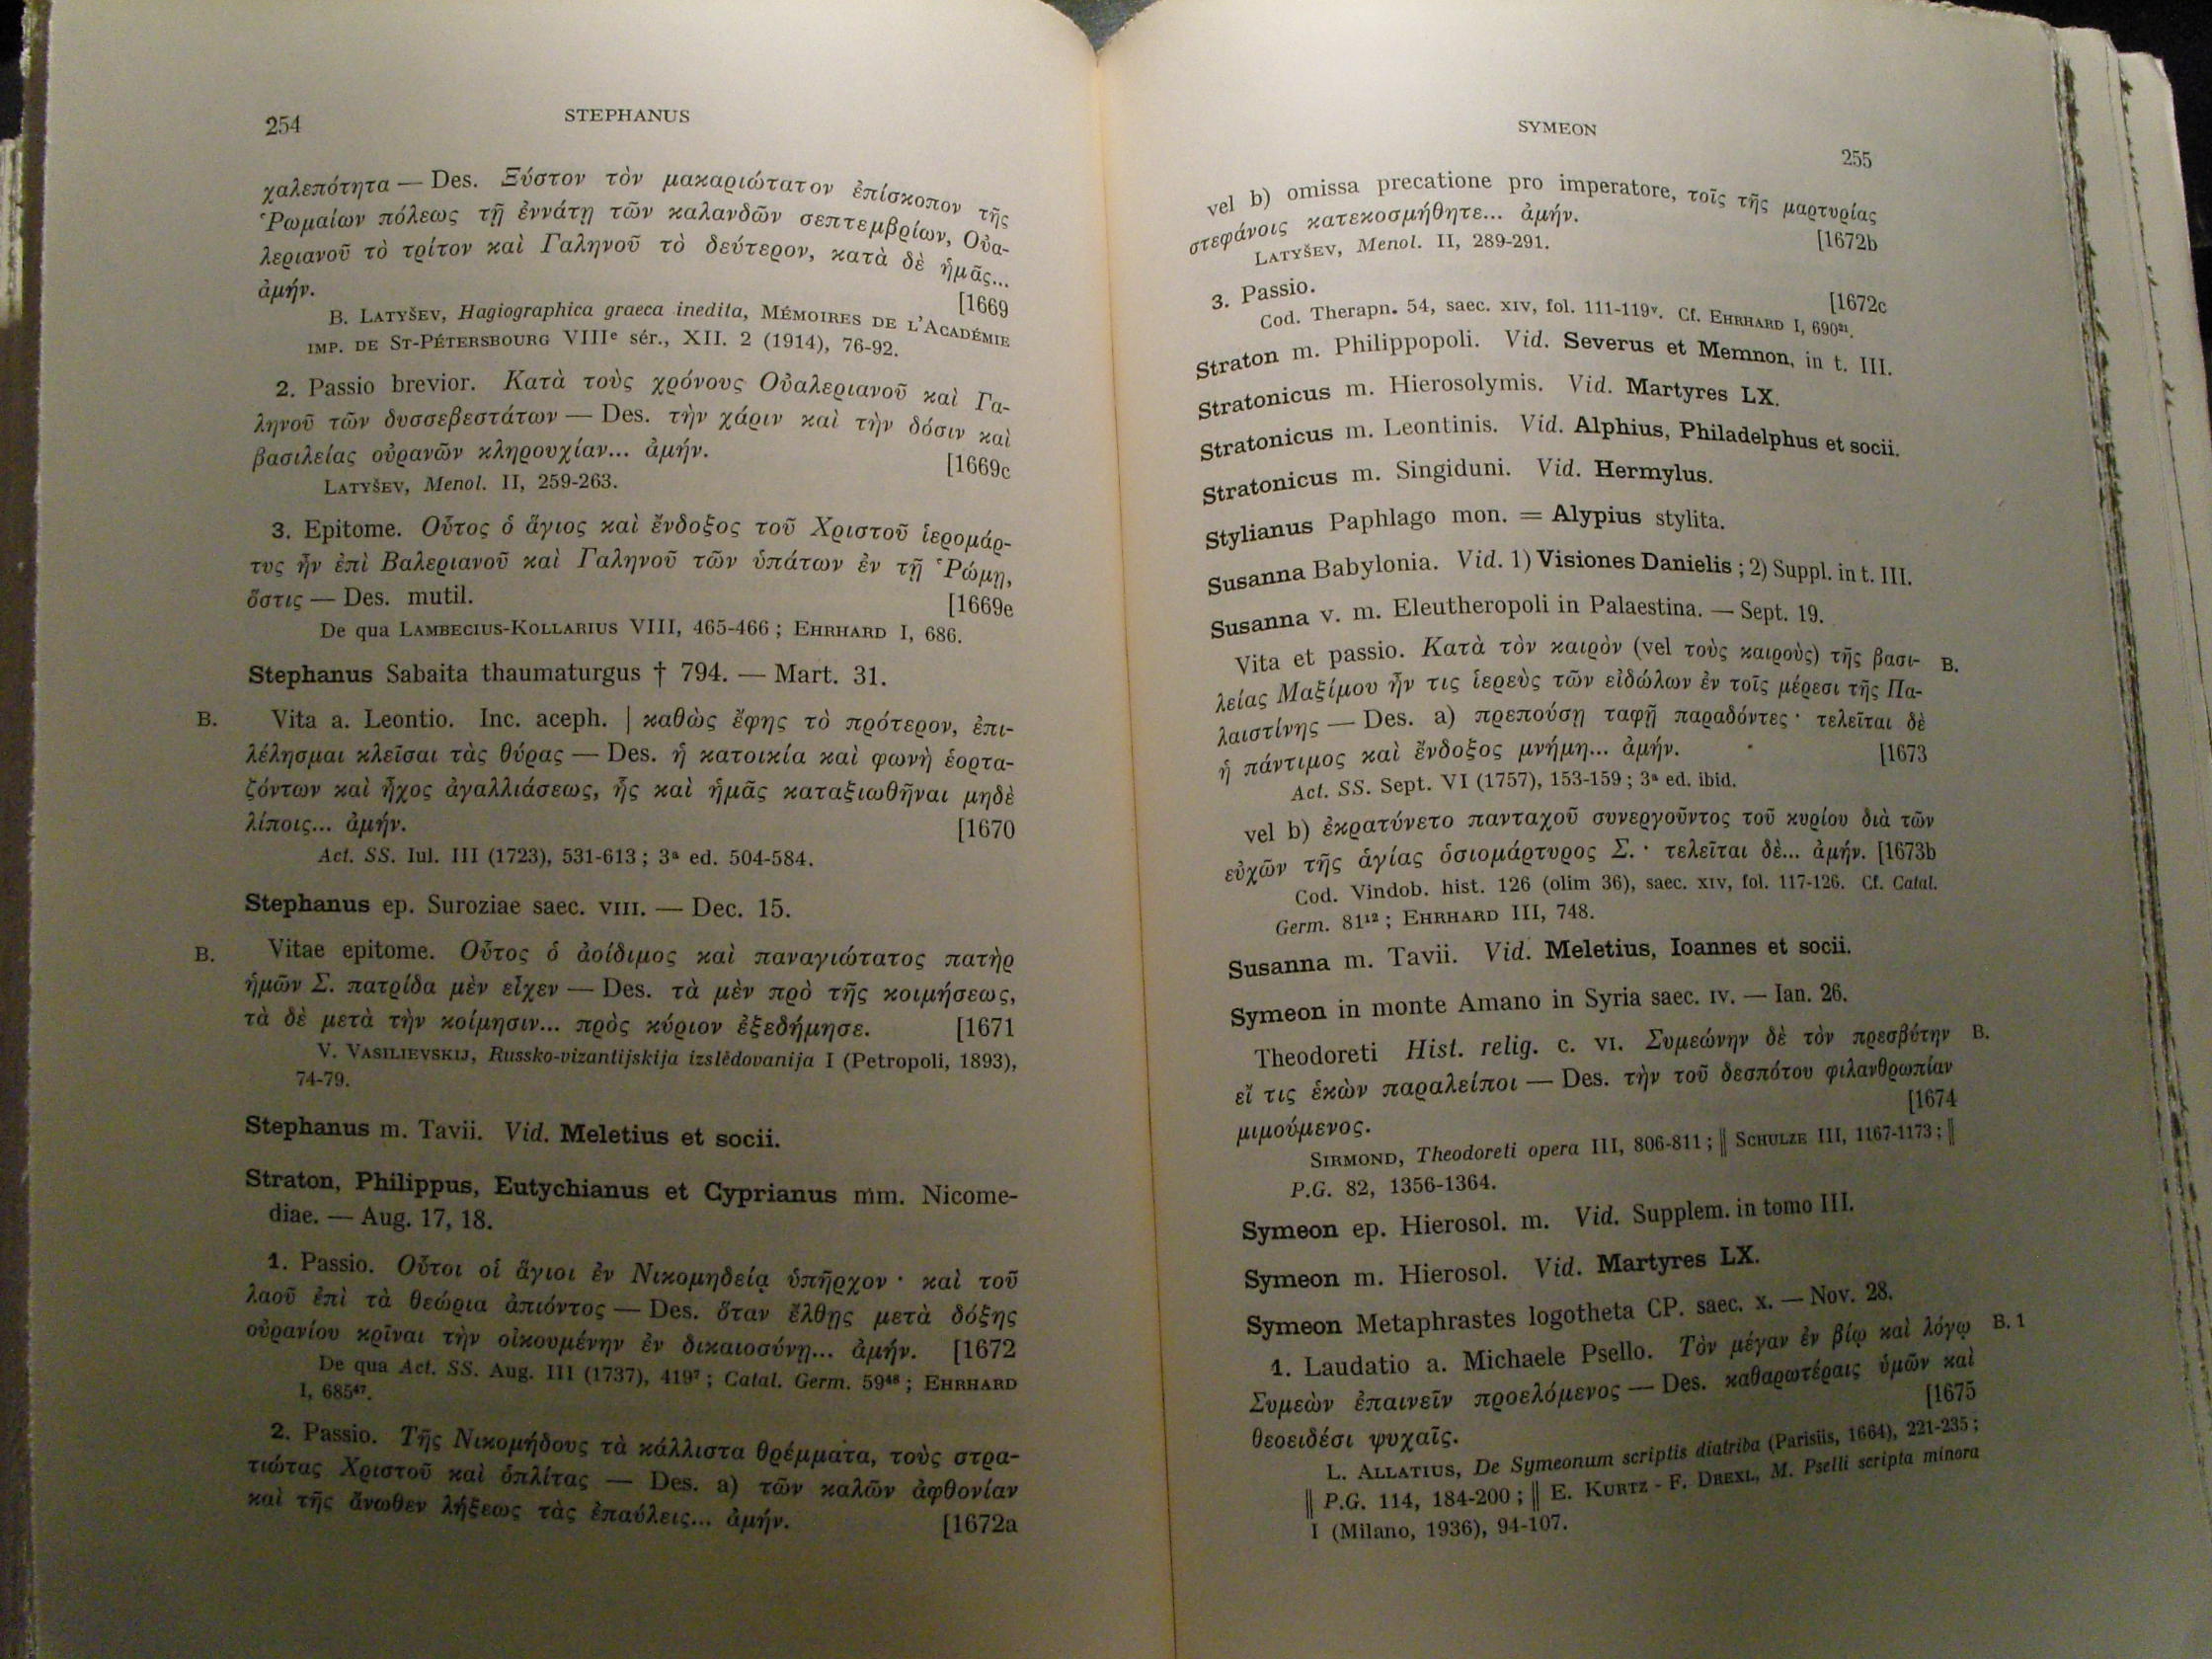 254
STEPHANUS
χαλεπότητα — Des. Ξύστον τὸν μακαριώτατον ἐπίσκοπον τῆς
Ῥωμαίων πόλεως τῇ ἐννάτῃ τῶν καλανδῶν σεπτεμβρίων, Οὐα-
λεριανοῦ τὸ τρίτον καὶ Γαληνοῦ τὸ δεύτερον, κατὰ δὲ ἡμᾶς...
ἀμήν. [1669
B. LATYŠEV, Hagiographica graeca inedita, MÉMOIRES DE L'ACADÉMIE
IMP. DE ST-PÉTERSBOURG VIIIe sér., XII. 2 (1914), 76-92.
2. Passio brevior. Κατὰ τοὺς χρόνους Οὐαλεριανοῦ καὶ Γα-
ληνοῦ τῶν δυσσεβεστάτων — Des. τὴν χάριν καὶ τὴν δόσιν καὶ
βασιλείας οὐρανῶν κληρουχίαν... ἀμήν. [1669c
LATYŠEV, Menol. II, 259-263.
3. Epitome. Οὗτος ὁ ἅγιος καὶ ἔνδοξος τοῦ Χριστοῦ ἱερομάρ-
τυς ἦν ἐπὶ Βαλεριανοῦ καὶ Γαληνοῦ τῶν ὑπάτων ἐν τῇ Ῥώμῃ,
ὅστις — Des. mutil. [1669e
De qua LAMBECIUS-KOLLARIUS VIII, 465-466 ; EHRHARD I, 686.
Stephanus Sabaita thaumaturgus † 794. — Mart. 31.
B. Vita a. Leontio. Inc. aceph. | καθὼς ἔφης τὸ πρότερον, ἐπι-
λέλησμαι κλεῖσαι τὰς θύρας — Des. ἡ κατοικία καὶ φωνὴ ἑορτα-
ζόντων καὶ ἦχος ἀγαλλιάσεως, ἧς καὶ ἡμᾶς καταξιωθῆναι μηδὲ
λίποις... ἀμήν. [1670
Act. SS. Iul. III (1723), 531-613 ; 3ª ed. 504-584.
Stephanus ep. Suroziae saec. VIII. — Dec. 15.
B. Vitae epitome. Οὗτος ὁ ἀοίδιμος καὶ παναγιώτατος πατὴρ
ἡμῶν Σ. πατρίδα μὲν εἶχεν — Des. τὰ μὲν πρὸ τῆς κοιμήσεως,
τὰ δὲ μετὰ τὴν κοίμησιν... πρὸς κύριον ἐξεδήμησε. [1671
V. VASILIEVSKIJ, Russko-vizantijskija izslědovanija I (Petropoli, 1893),
74-79.
Stephanus m. Tavii. Vid. Meletius et socii.
Straton, Philippus, Eutychianus et Cyprianus mm. Nicome-
diae. — Aug. 17, 18.
1. Passio. Οὗτοι οἱ ἅγιοι ἐν Νικομηδείᾳ ὑπῆρχον · καὶ τοῦ
λαοῦ ἐπὶ τὰ θεώρια ἀπιόντος — Des. ὅταν ἔλθῃς μετὰ δόξης
οὐρανίου κρῖναι τὴν οἰκουμένην ἐν δικαιοσύνῃ... ἀμήν. [1672
De qua Act. SS. Aug. III (1737), 419⁷ ; Catal. Germ. 59⁴⁸ ; EHRHARD
I, 685⁴⁷.
2. Passio. Τῆς Νικομήδους τὰ κάλλιστα θρέμματα, τοὺς στρα-
τιώτας Χριστοῦ καὶ ὁπλίτας — Des. a) τῶν καλῶν ἀφθονίαν
καὶ τῆς ἄνωθεν λήξεως τὰς ἐπαύλεις... ἀμήν. [1672a
SYMEON
255
vel b) omissa precatione pro imperatore, τοῖς τῆς μαρτυρίας
στεφάνοις κατεκοσμήθητε... ἀμήν. [1672b
LATYŠEV, Menol. II, 289-291.
3. Passio. [1672c
Cod. Therapn. 54, saec. XIV, fol. 111-119ᵛ. Cf. EHRHARD I, 690²¹.
Straton m. Philippopoli. Vid. Severus et Memnon, in t. III.
Stratonicus m. Hierosolymis. Vid. Martyres LX.
Stratonicus m. Leontinis. Vid. Alphius, Philadelphus et socii.
Stratonicus m. Singiduni. Vid. Hermylus.
Stylianus Paphlago mon. = Alypius stylita.
Susanna Babylonia. Vid. 1) Visiones Danielis ; 2) Suppl. in t. III.
Susanna v. m. Eleutheropoli in Palaestina. — Sept. 19.
Vita et passio. Κατὰ τὸν καιρὸν (vel τοὺς καιροὺς) τῆς βασι- B.
λείας Μαξίμου ἦν τις ἱερεὺς τῶν εἰδώλων ἐν τοῖς μέρεσι τῆς Πα-
λαιστίνης — Des. a) πρεπούσῃ ταφῇ παραδόντες · τελεῖται δὲ
ἡ πάντιμος καὶ ἔνδοξος μνήμη... ἀμήν. [1673
Act. SS. Sept. VI (1757), 153-159 ; 3ª ed. ibid.
vel b) ἐκρατύνετο πανταχοῦ συνεργοῦντος τοῦ κυρίου διὰ τῶν
εὐχῶν τῆς ἁγίας ὁσιομάρτυρος Σ. · τελεῖται δὲ... ἀμήν. [1673b
Cod. Vindob. hist. 126 (olim 36), saec. XIV, fol. 117-126. Cf. Catal.
Germ. 81¹² ; EHRHARD III, 748.
Susanna m. Tavii. Vid. Meletius, Ioannes et socii.
Symeon in monte Amano in Syria saec. IV. — Ian. 26.
Theodoreti Hist. relig. c. VI. Συμεώνην δὲ τὸν πρεσβύτην B.
εἴ τις ἑκὼν παραλείποι — Des. τὴν τοῦ δεσπότου φιλανθρωπίαν
μιμούμενος. [1674
SIRMOND, Theodoreti opera III, 806-811 ; ‖ SCHULZE III, 1167-1173 ; ‖
P.G. 82, 1356-1364.
Symeon ep. Hierosol. m. Vid. Supplem. in tomo III.
Symeon m. Hierosol. Vid. Martyres LX.
Symeon Metaphrastes logotheta CP. saec. X. — Nov. 28.
1. Laudatio a. Michaele Psello. Τὸν μέγαν ἐν βίῳ καὶ λόγῳ B. 1
Συμεὼν ἐπαινεῖν προελόμενος — Des. καθαρωτέραις ὑμῶν καὶ
θεοειδέσι ψυχαῖς. [1675
L. ALLATIUS, De Symeonum scriptis diatriba (Parisiis, 1664), 221-235 ;
‖ P.G. 114, 184-200 ; ‖ E. KURTZ - F. DREXL, M. Pselli scripta minora
I (Milano, 1936), 94-107.